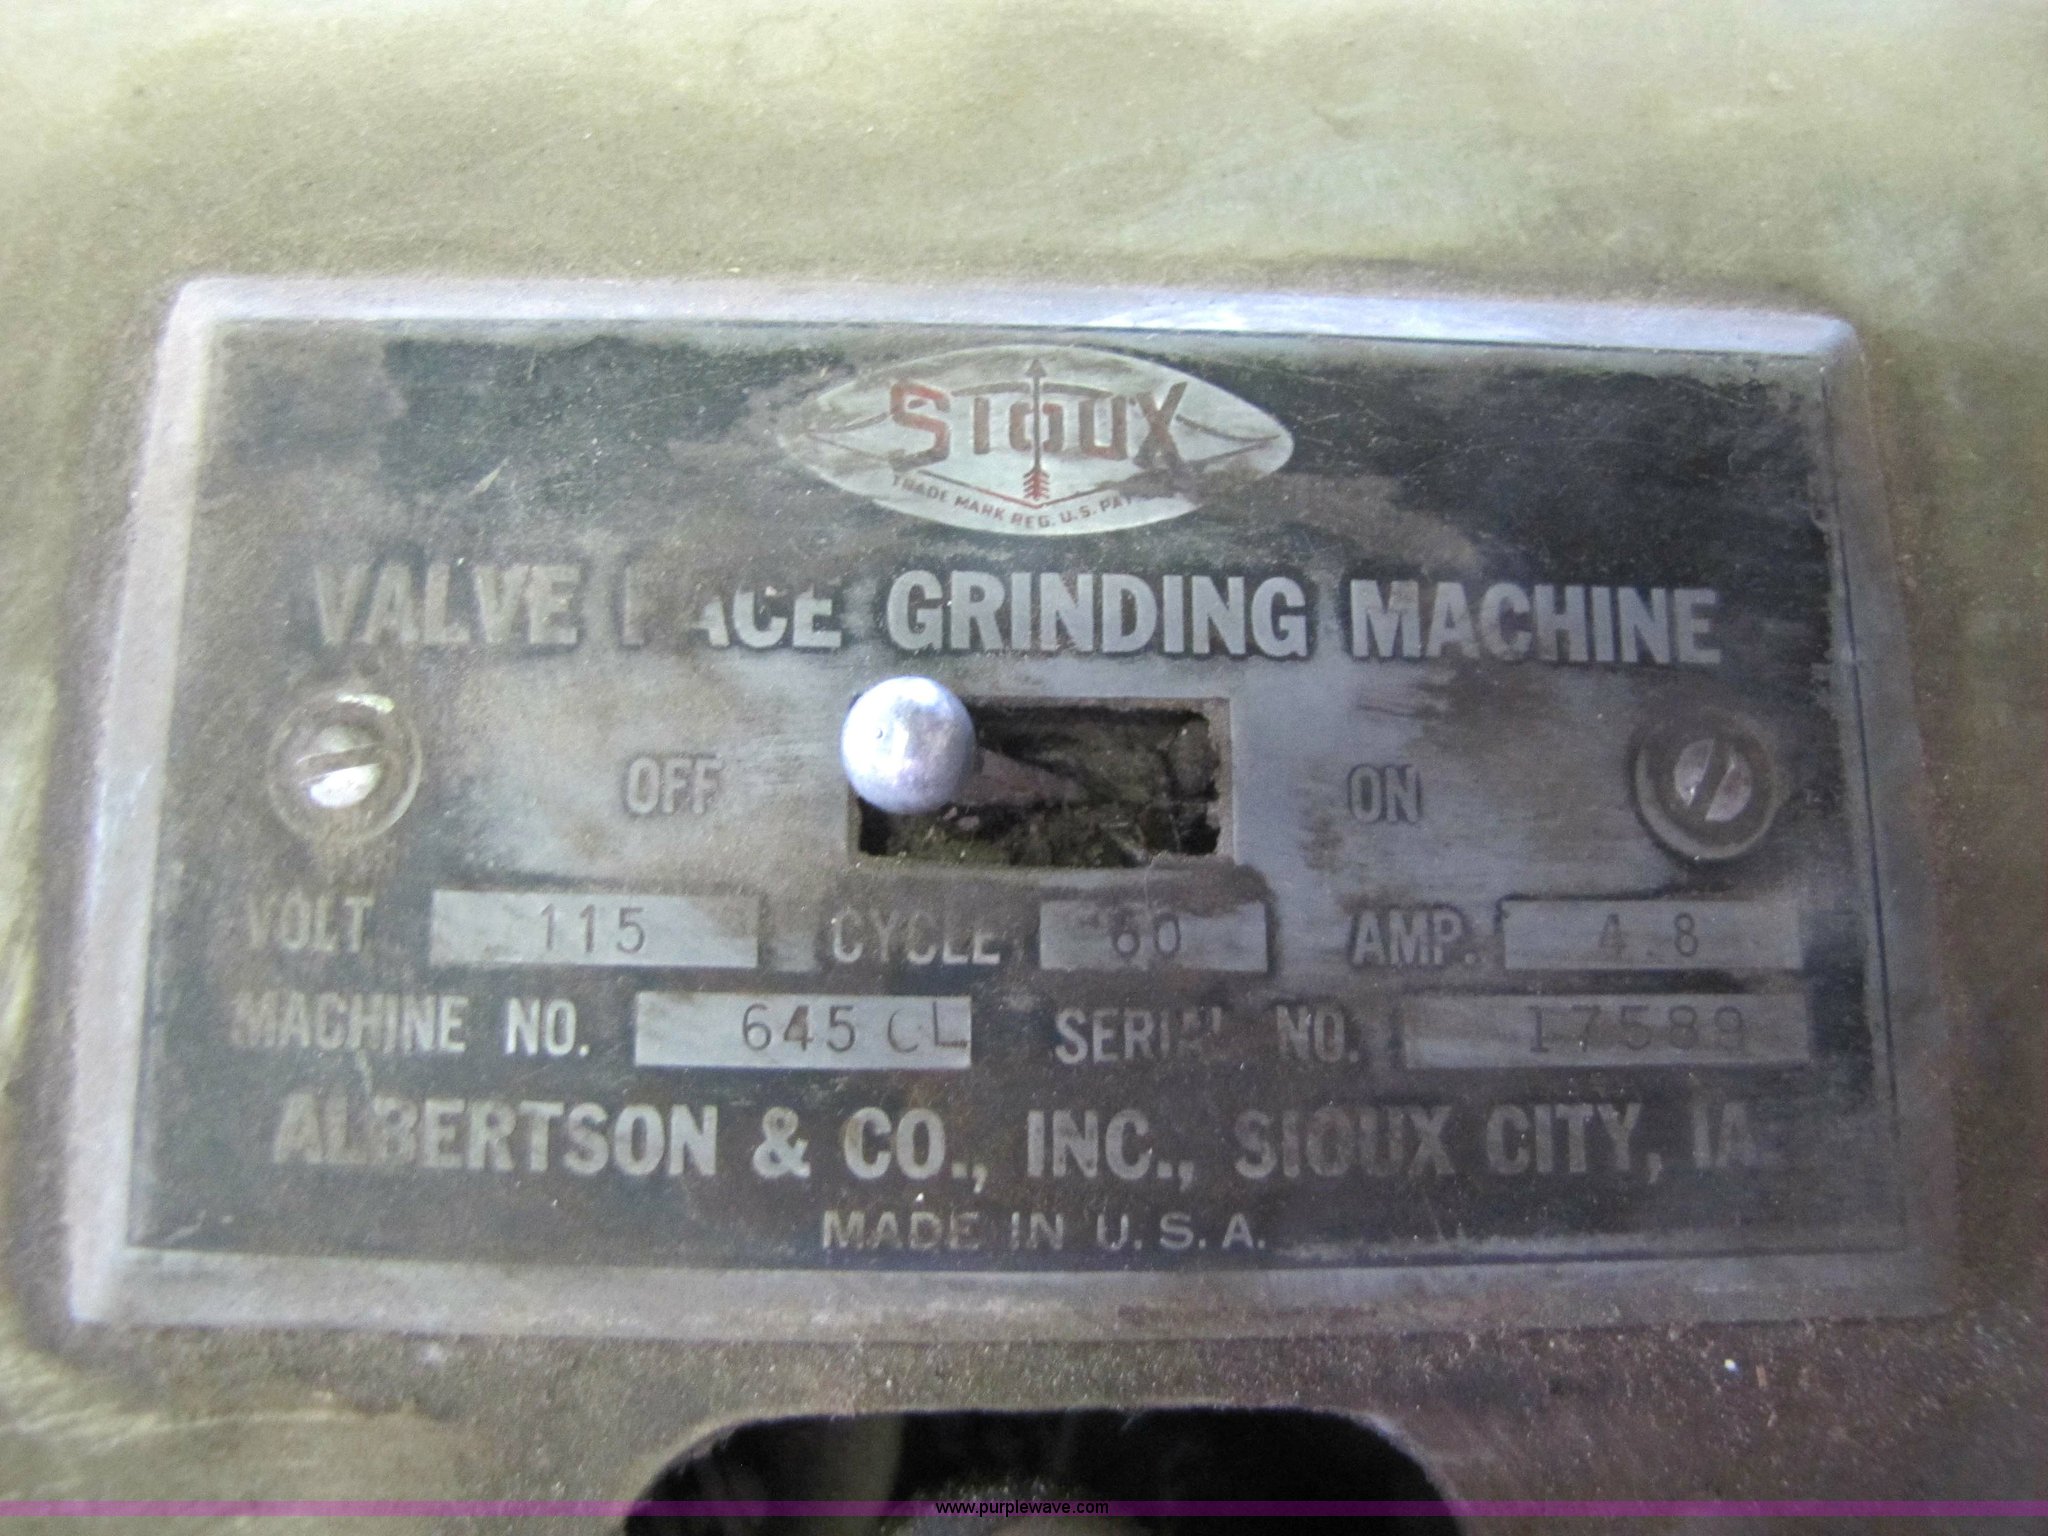 SIOUX
TRADE MARK REG. U.S. PAT.
VALVE FACE GRINDING MACHINE
OFF ON
VOLT 115 CYCLE 60 AMP. 4.8
MACHINE NO. 645 CL SERIAL NO. 17589
ALBERTSON & CO., INC., SIOUX CITY, IA.
MADE IN U.S.A.
www.purplewave.com